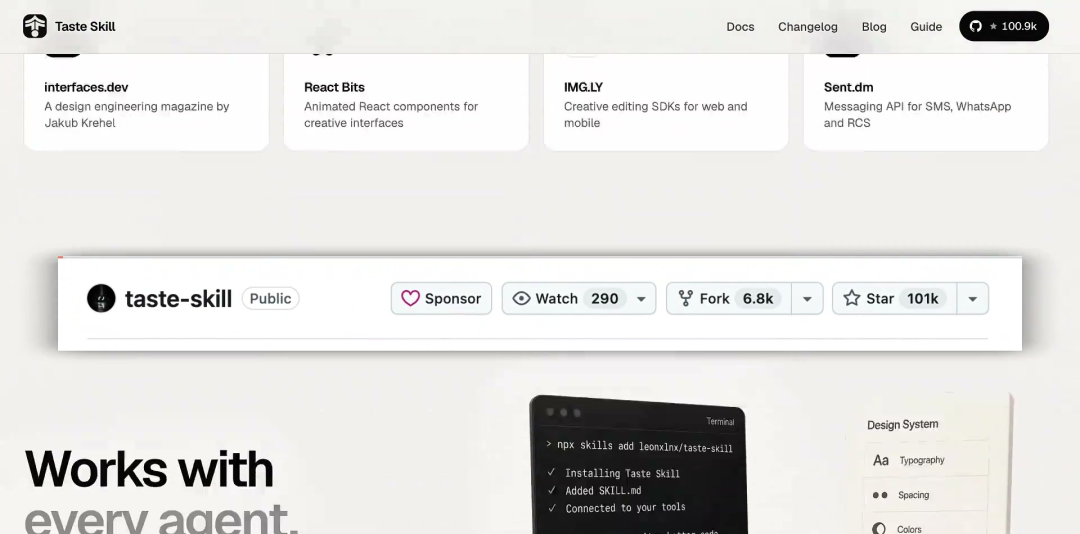 Taste Skill
Docs Changelog Blog Guide ★ 100.9k
interfaces.dev
A design engineering magazine by
Jakub Krehel
React Bits
Animated React components for
creative interfaces
IMG.LY
Creative editing SDKs for web and
mobile
Sent.dm
Messaging API for SMS, WhatsApp
and RCS
taste-skill Public Sponsor Watch 290 Fork 6.8k Star 101k
Works with
every agent.
Terminal
> npx skills add leonxlnx/taste-skill
✓ Installing Taste Skill
✓ Added SKILL.md
✓ Connected to your tools
Design System
Aa Typography
Spacing
Colors